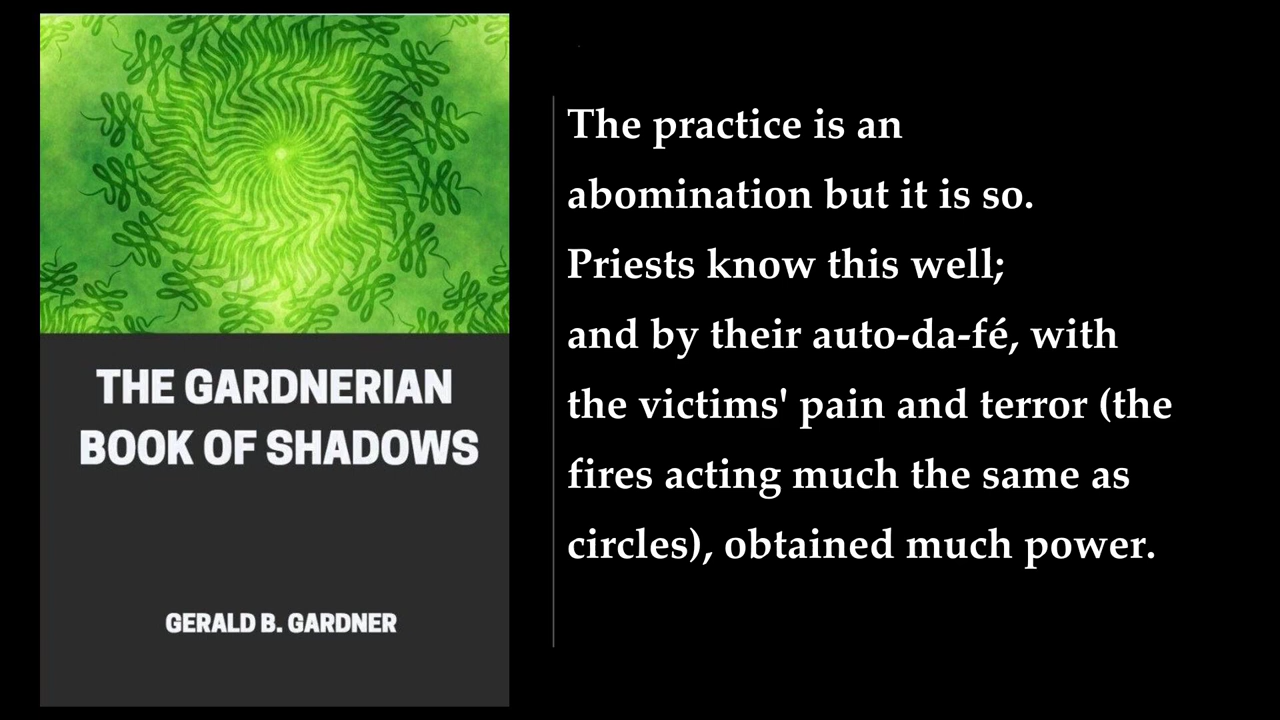 THE GARDNERIAN
BOOK OF SHADOWS
GERALD B. GARDNER
The practice is an
abomination but it is so.
Priests know this well;
and by their auto-da-fé, with
the victims' pain and terror (the
fires acting much the same as
circles), obtained much power.